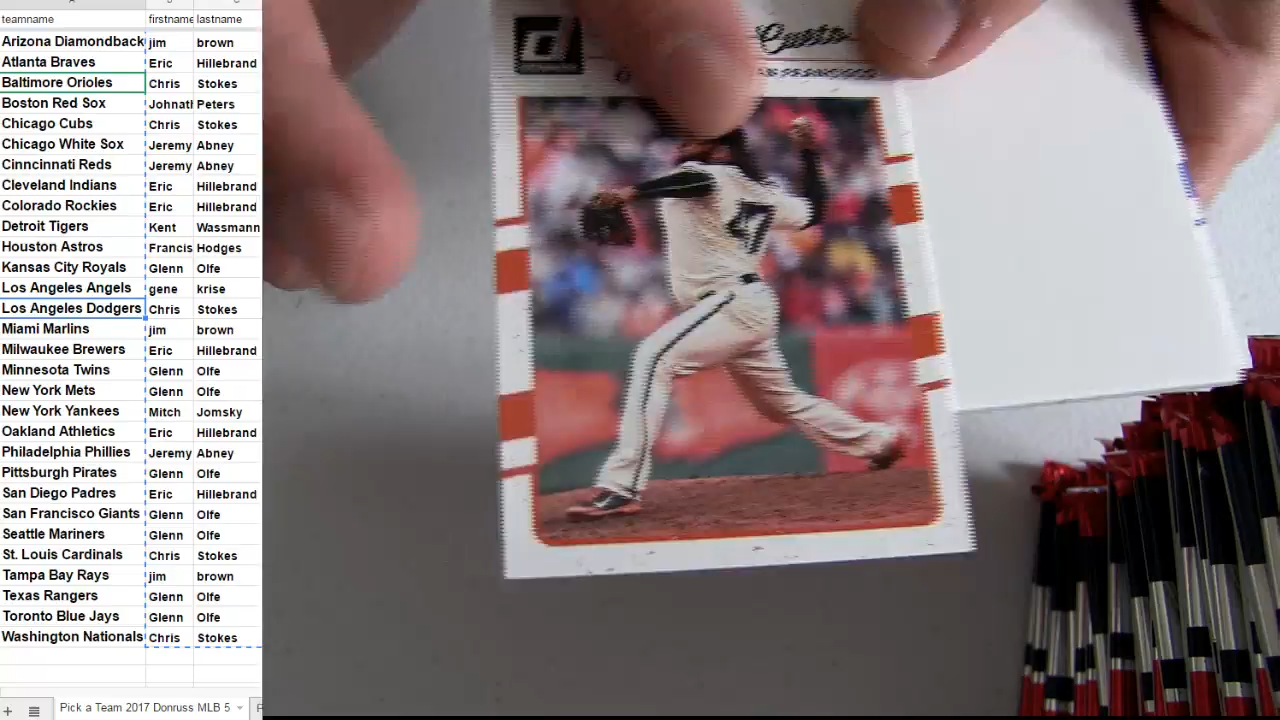 teamname firstname lastname
Arizona Diamondback jim brown
Atlanta Braves Eric Hillebrand
Baltimore Orioles Chris Stokes
Boston Red Sox Johnath Peters
Chicago Cubs Chris Stokes
Chicago White Sox Jeremy Abney
Cinncinnati Reds Jeremy Abney
Cleveland Indians Eric Hillebrand
Colorado Rockies Eric Hillebrand
Detroit Tigers Kent Wassmann
Houston Astros Francis Hodges
Kansas City Royals Glenn Olfe
Los Angeles Angels gene krise
Los Angeles Dodgers Chris Stokes
Miami Marlins jim brown
Milwaukee Brewers Eric Hillebrand
Minnesota Twins Glenn Olfe
New York Mets Glenn Olfe
New York Yankees Mitch Jomsky
Oakland Athletics Eric Hillebrand
Philadelphia Phillies Jeremy Abney
Pittsburgh Pirates Glenn Olfe
San Diego Padres Eric Hillebrand
San Francisco Giants Glenn Olfe
Seattle Mariners Glenn Olfe
St. Louis Cardinals Chris Stokes
Tampa Bay Rays jim brown
Texas Rangers Glenn Olfe
Toronto Blue Jays Glenn Olfe
Washington Nationals Chris Stokes
Pick a Team 2017 Donruss MLB 5
d
SAN FRANCISCO
47